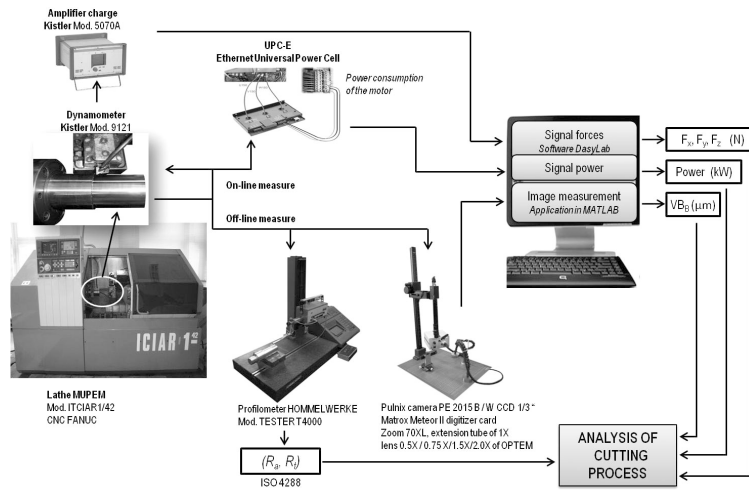 Amplifier charge
Kistler Mod. 5070A
UPC-E
Ethernet Universal Power Cell
Power consumption
of the motor
Dynamometer
Kistler Mod. 9121
Signal forces
Software DasyLab
Signal power
Image measurement
Application in MATLAB
Fx, Fy, Fz (N)
Power (kW)
VBB (μm)
On-line measure
Off-line measure
ICIAR 1 42
Lathe MUPEM
Mod. ITCIAR1/42
CNC FANUC
Profilometer HOMMELWERKE
Mod. TESTER T4000
Pulnix camera PE 2015 B / W CCD 1/3 "
Matrox Meteor II digitizer card
Zoom 70XL, extension tube of 1X
lens 0.5X / 0.75 X/1.5X/2.0X of OPTEM
(Ra, Rt)
ISO 4288
ANALYSIS OF
CUTTING
PROCESS